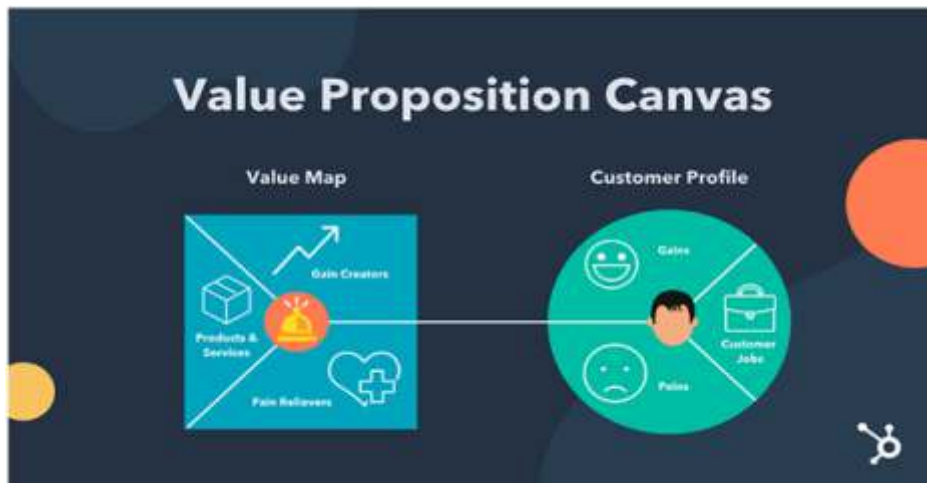 Value Proposition Canvas
Value Map
Customer Profile
Gain Creators
Products &
Services
Pain Relievers
Gains
Customer
Jobs
Pains